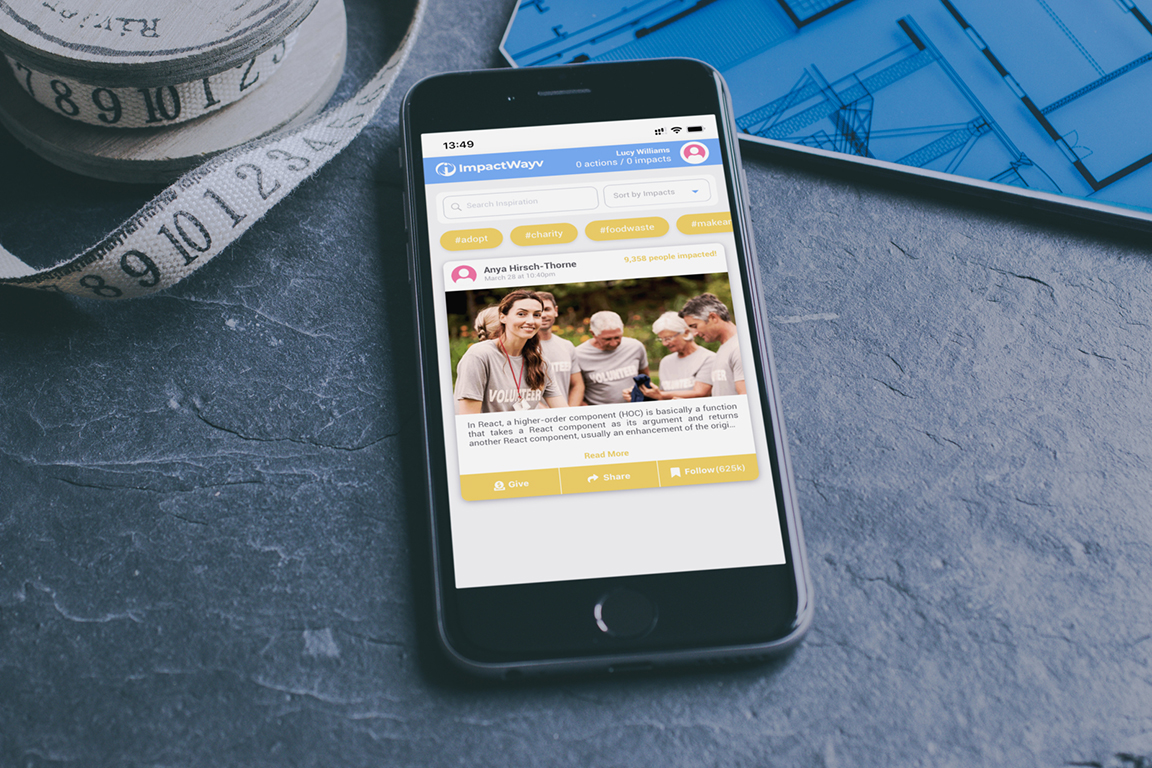 Rivièr
7 8 9 10 1 2
8 9 10 11 12 2 3 4
13:49
ImpactWayv
Lucy Williams
0 actions / 0 impacts
Search Inspiration
Sort by Impacts
#adopt
#charity
#foodwaste
#makea
Anya Hirsch-Thorne
March 28 at 10:40pm
9,358 people impacted!
VOLUNTEER
VOLUNTEER
In React, a higher-order component (HOC) is basically a function
that takes a React component as its argument and returns
another React component, usually an enhancement of the origi...
Read More
Give
Share
Follow(625k)